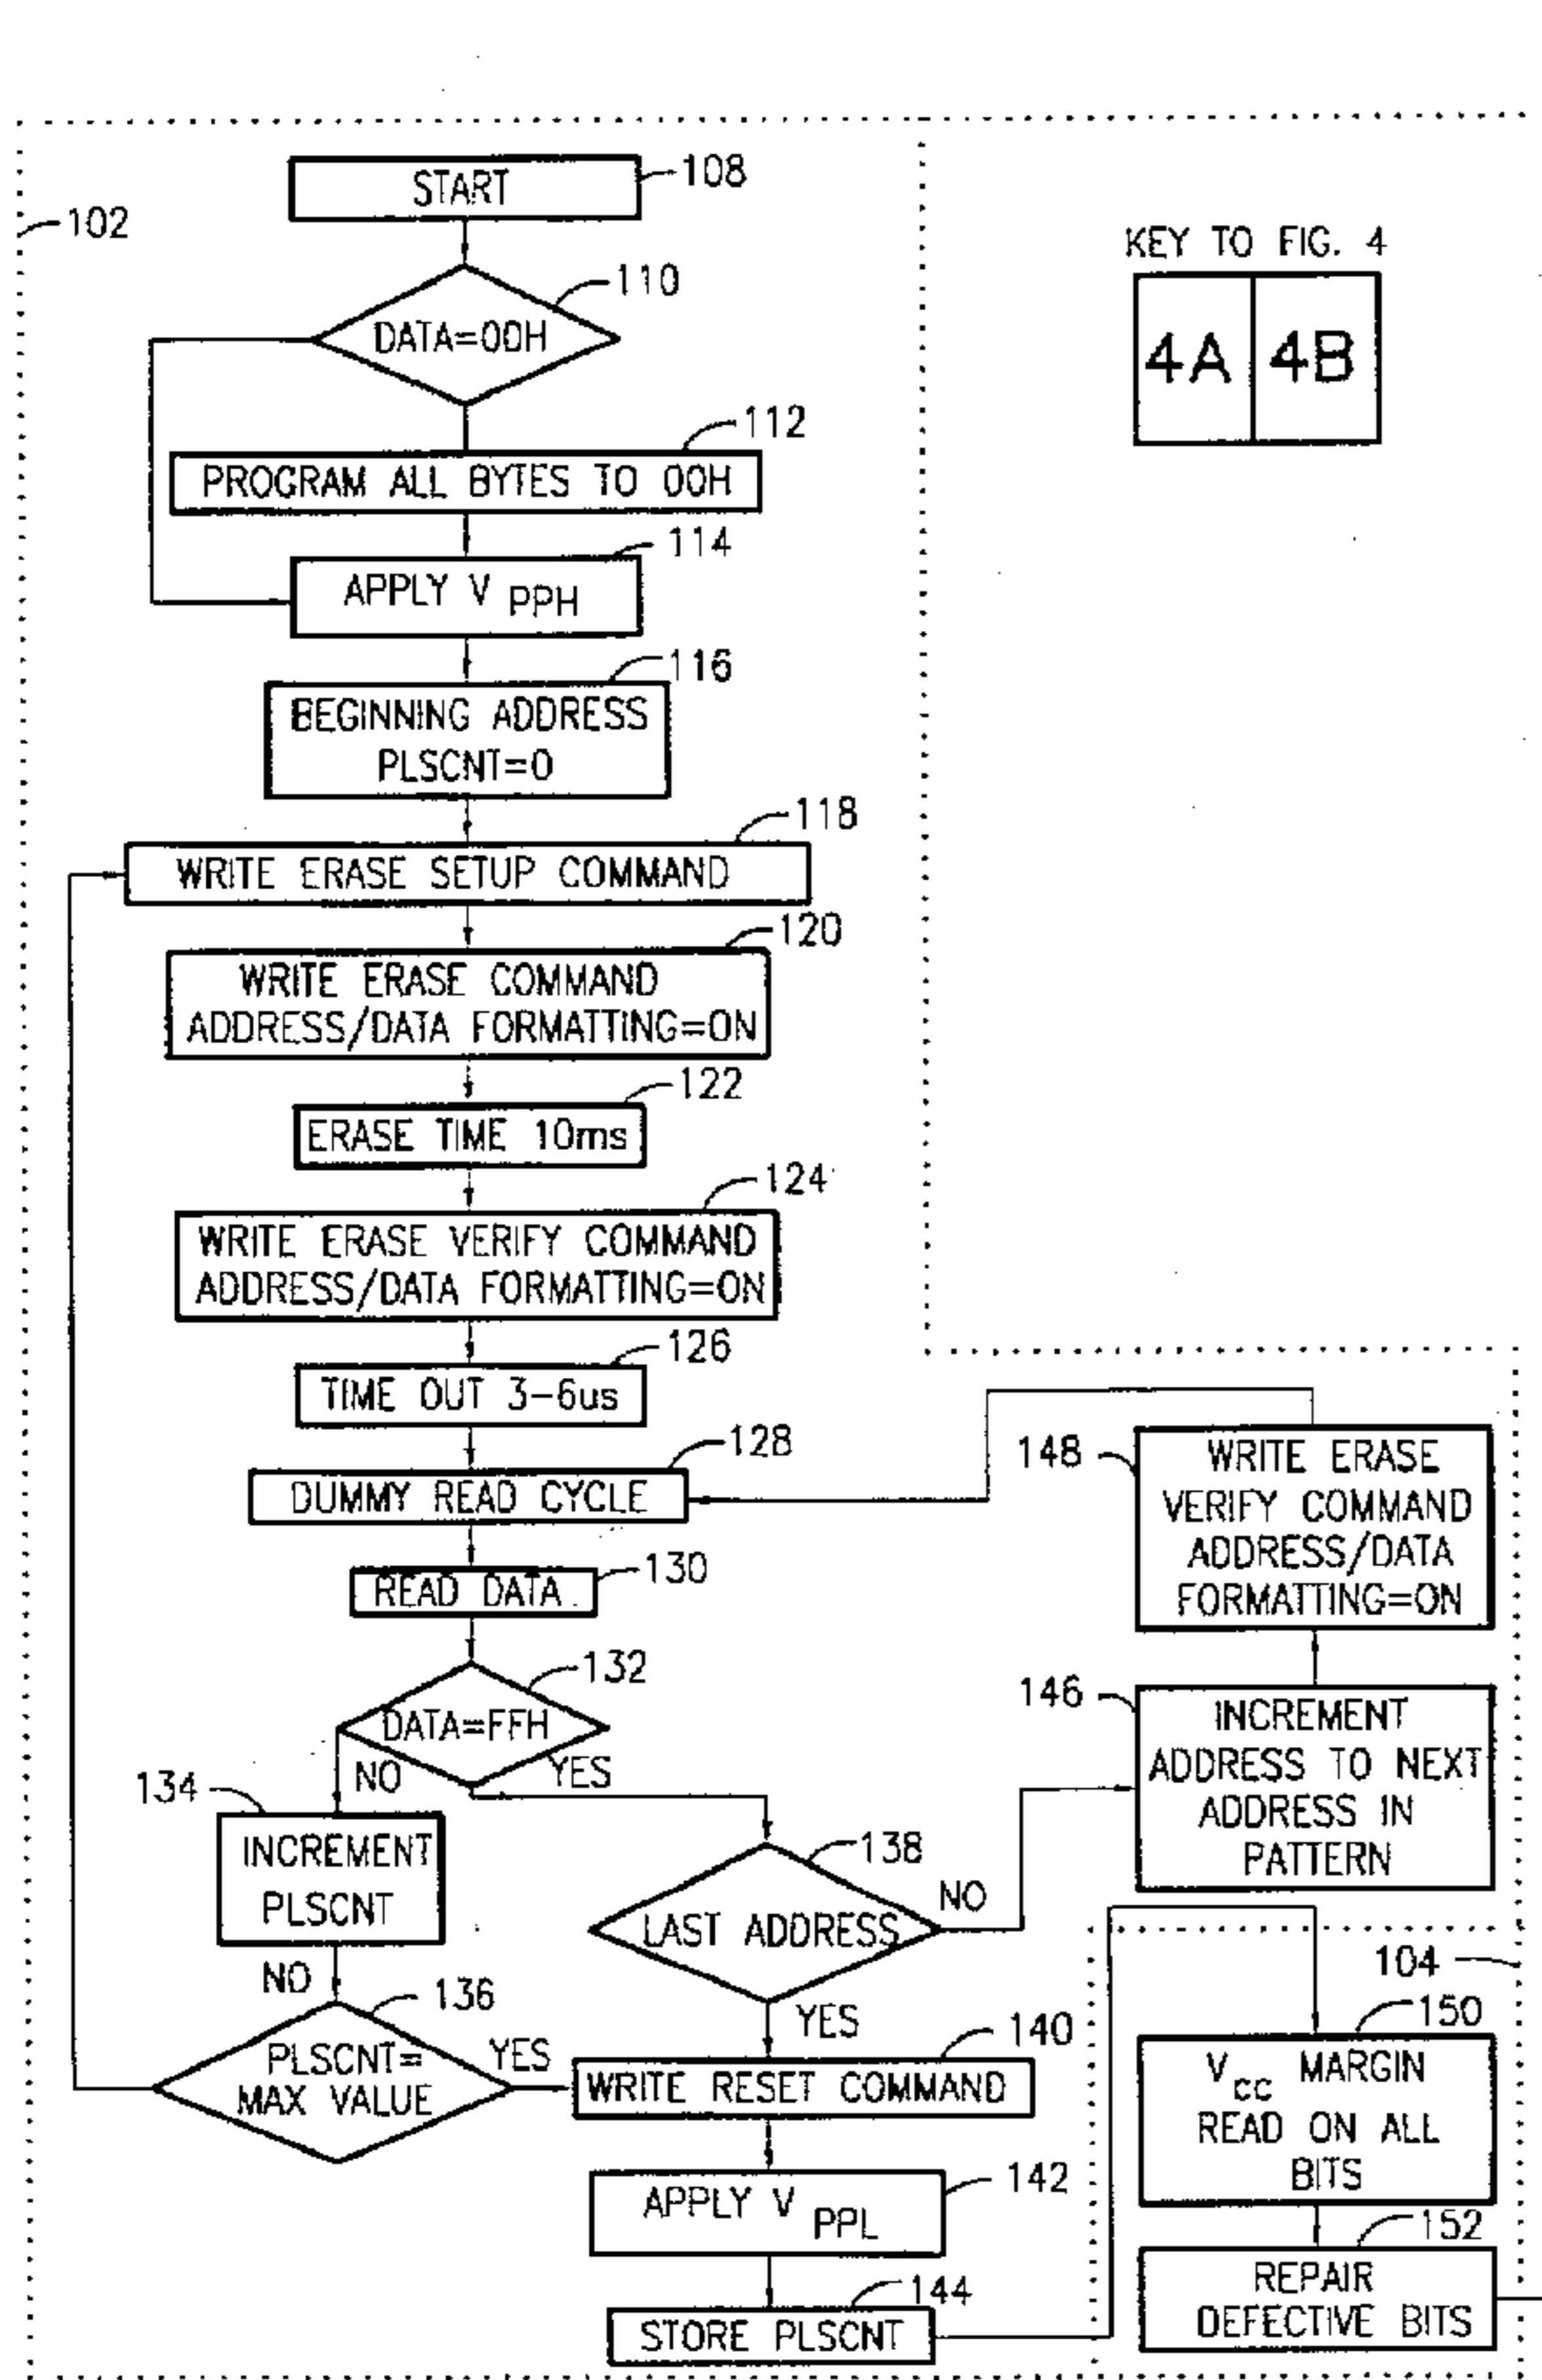 START
108
102
110
DATA=00H
KEY TO FIG. 4
4A 4B
112
PROGRAM ALL BYTES TO 00H
114
APPLY V PPH
116
BEGINNING ADDRESS
PLSCNT=0
118
WRITE ERASE SETUP COMMAND
120
WRITE ERASE COMMAND
ADDRESS/DATA FORMATTING=ON
122
ERASE TIME 10ms
124
WRITE ERASE VERIFY COMMAND
ADDRESS/DATA FORMATTING=ON
126
TIME OUT 3-6us
128
DUMMY READ CYCLE
148
WRITE ERASE
VERIFY COMMAND
ADDRESS/DATA
FORMATTING=ON
130
READ DATA
132
DATA=FFH
NO
YES
146
INCREMENT
ADDRESS TO NEXT
ADDRESS IN
PATTERN
134
INCREMENT
PLSCNT
138
LAST ADDRESS
NO
NO
136
PLSCNT=
MAX VALUE
YES
YES
140
WRITE RESET COMMAND
104
150
V CC MARGIN
READ ON ALL
BITS
142
APPLY V PPL
152
REPAIR
DEFECTIVE BITS
144
STORE PLSCNT